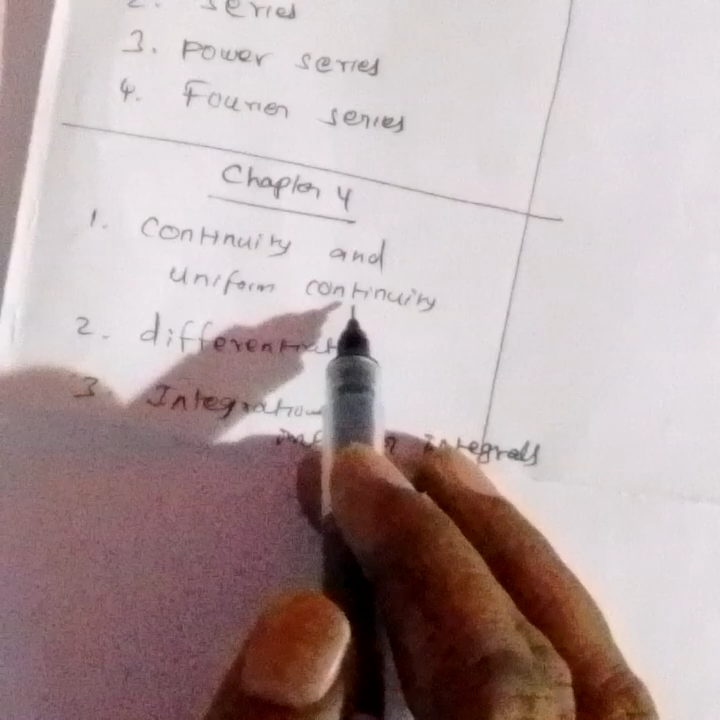 2. Series
3. Power series
4. Fourier series
Chapter 4
1. Continuity and
uniform continuity
2. differentia
3 Integration
integrals